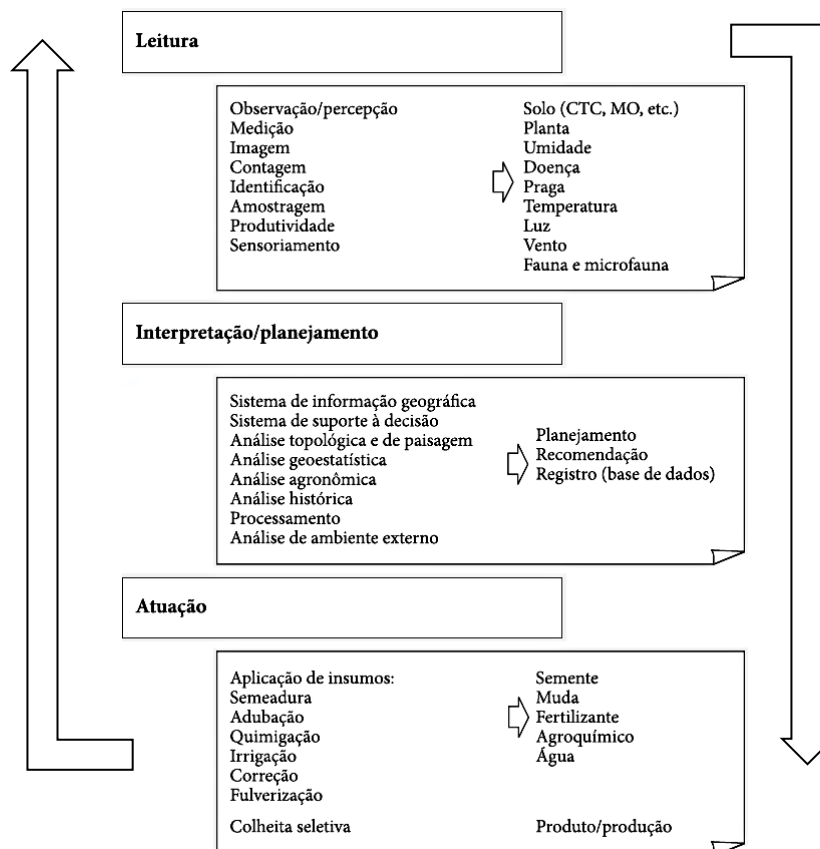 Leitura
Observação/percepção
Medição
Imagem
Contagem
Identificação
Amostragem
Produtividade
Sensoriamento
Solo (CTC, MO, etc.)
Planta
Umidade
Doença
Praga
Temperatura
Luz
Vento
Fauna e microfauna
Interpretação/planejamento
Sistema de informação geográfica
Sistema de suporte à decisão
Análise topológica e de paisagem
Análise geoestatística
Análise agronômica
Análise histórica
Processamento
Análise de ambiente externo
Planejamento
Recomendação
Registro (base de dados)
Atuação
Aplicação de insumos:
Semeadura
Adubação
Quimigação
Irrigação
Correção
Fulverização
Colheita seletiva
Semente
Muda
Fertilizante
Agroquímico
Água
Produto/produção